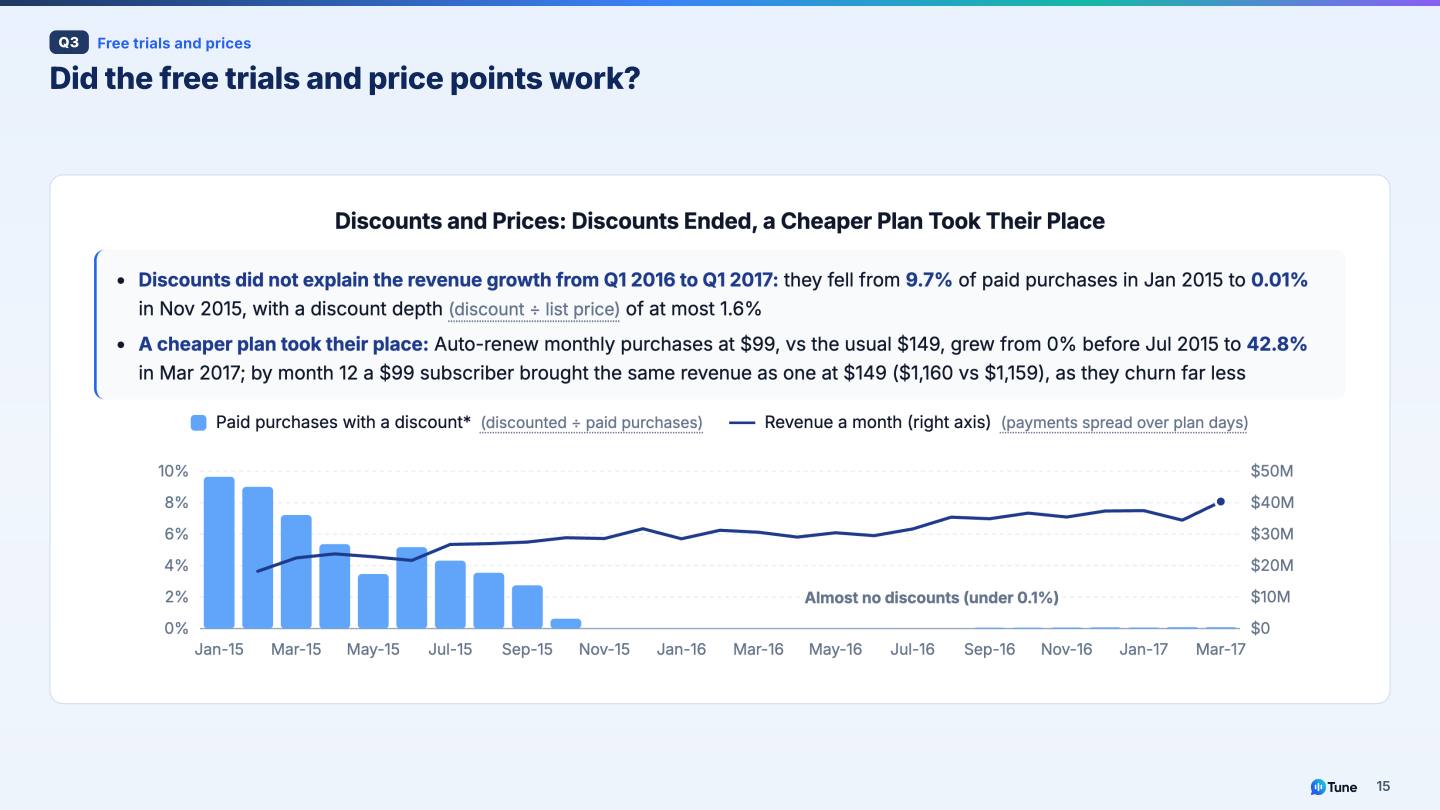 Q3 Free trials and prices
Did the free trials and price points work?
Discounts and Prices: Discounts Ended, a Cheaper Plan Took Their Place
• Discounts did not explain the revenue growth from Q1 2016 to Q1 2017: they fell from 9.7% of paid purchases in Jan 2015 to 0.01%
in Nov 2015, with a discount depth (discount ÷ list price) of at most 1.6%
• A cheaper plan took their place: Auto-renew monthly purchases at $99, vs the usual $149, grew from 0% before Jul 2015 to 42.8%
in Mar 2017; by month 12 a $99 subscriber brought the same revenue as one at $149 ($1,160 vs $1,159), as they churn far less
Paid purchases with a discount* (discounted ÷ paid purchases) Revenue a month (right axis) (payments spread over plan days)
10% $50M
8% $40M
6% $30M
4% $20M
2% Almost no discounts (under 0.1%) $10M
0% $0
Jan-15 Mar-15 May-15 Jul-15 Sep-15 Nov-15 Jan-16 Mar-16 May-16 Jul-16 Sep-16 Nov-16 Jan-17 Mar-17
Tune 15